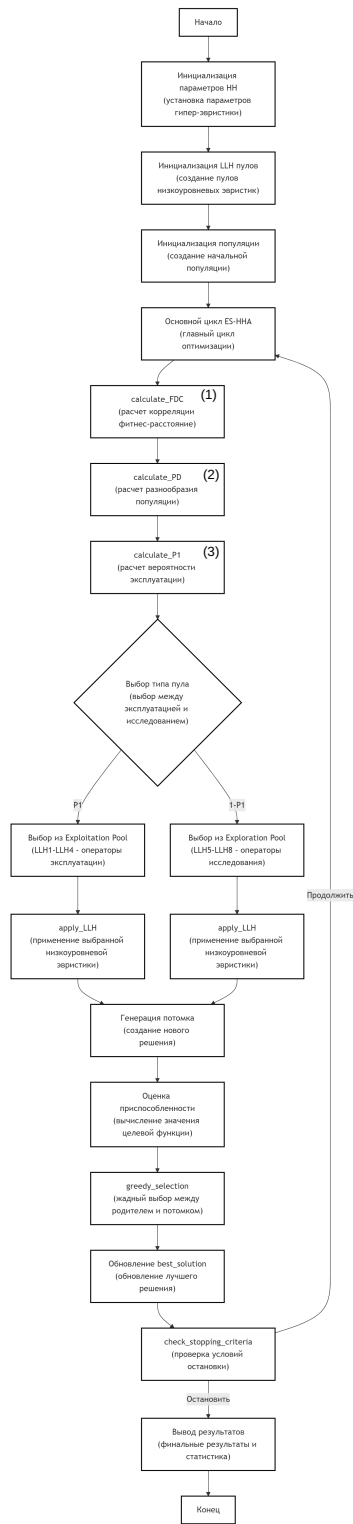 Начало
Инициализация
параметров HH
(установка параметров
гипер-эвристики)
Инициализация LLH пулов
(создание пулов
низкоуровневых эвристик)
Инициализация популяции
(создание начальной
популяции)
Основной цикл ES-HHA
(главный цикл
оптимизации)
calculate_FDC
(расчет корреляции
фитнес-расстояние)
(1)
calculate_PD
(расчет разнообразия
популяции)
(2)
calculate_P1
(расчет вероятности
эксплуатации)
(3)
Выбор типа пула
(выбор между
эксплуатацией и
исследованием)
P1
1-P1
Выбор из Exploitation Pool
(LLH1-LLH4 - операторы
эксплуатации)
Выбор из Exploration Pool
(LLH5-LLH8 - операторы
исследования)
Продолжить
apply_LLH
(применение выбранной
низкоуровневой
эвристики)
apply_LLH
(применение выбранной
низкоуровневой
эвристики)
Генерация потомка
(создание нового
решения)
Оценка
приспособленности
(вычисление значения
целевой функции)
greedy_selection
(жадный выбор между
родителем и потомком)
Обновление best_solution
(обновление лучшего
решения)
check_stopping_criteria
(проверка условий
остановки)
Остановить
Вывод результатов
(финальные результаты и
статистика)
Конец